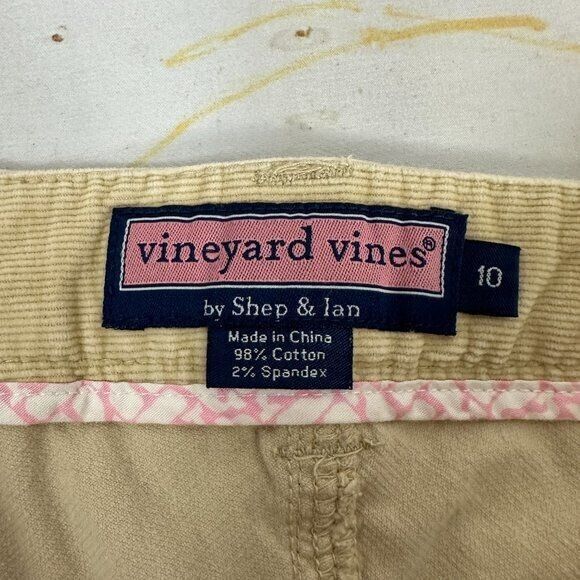 vineyard vines®
10
by Shep & Ian
Made in China
98% Cotton
2% Spandex